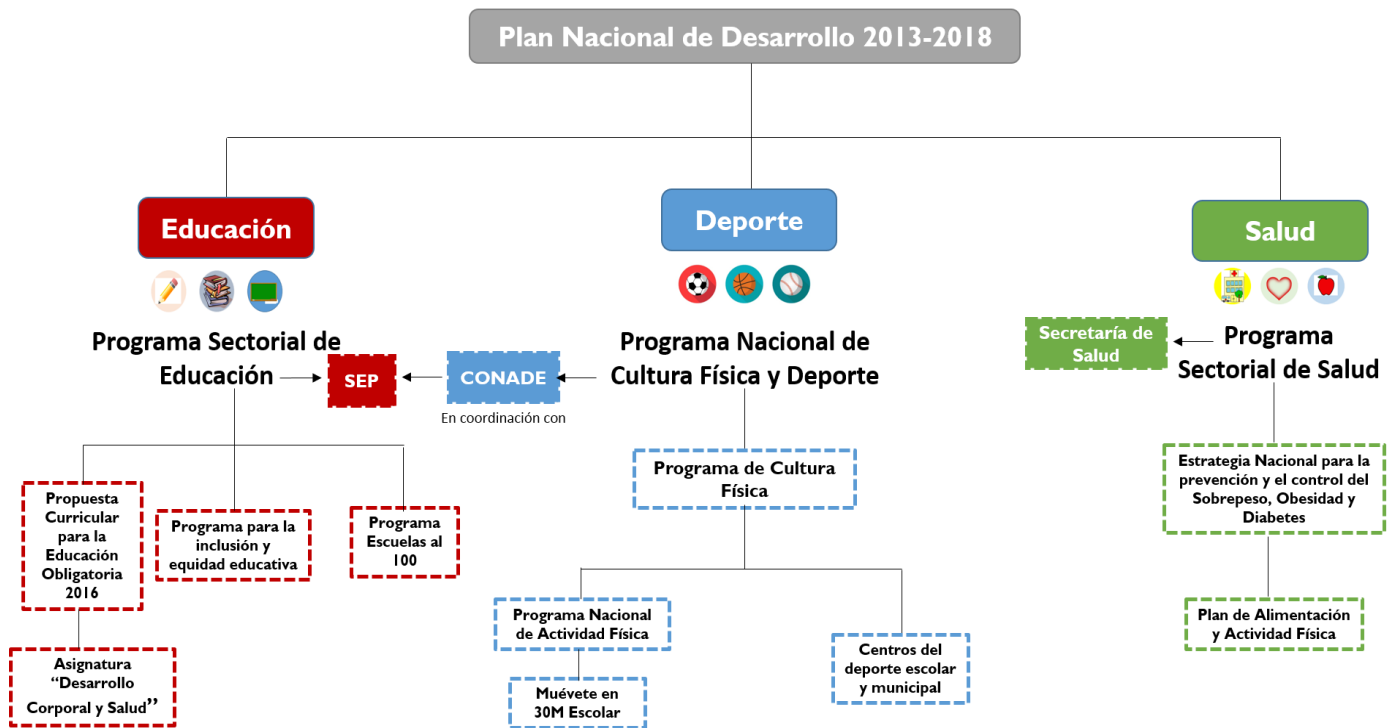 Plan Nacional de Desarrollo 2013-2018
Educación
Deporte
Salud
Programa Sectorial de
Educación
SEP
CONADE
En coordinación con
Programa Nacional de
Cultura Física y Deporte
Secretaría de
Salud
Programa
Sectorial de Salud
Propuesta
Curricular
para la
Educación
Obligatoria
2016
Programa para la
inclusión y
equidad educativa
Programa
Escuelas al
100
Asignatura
“Desarrollo
Corporal y Salud”
Programa de Cultura
Física
Programa Nacional
de Actividad Física
Muévete en
30M Escolar
Centros del
deporte escolar
y municipal
Estrategia Nacional para la
prevención y el control del
Sobrepeso, Obesidad y
Diabetes
Plan de Alimentación
y Actividad Física